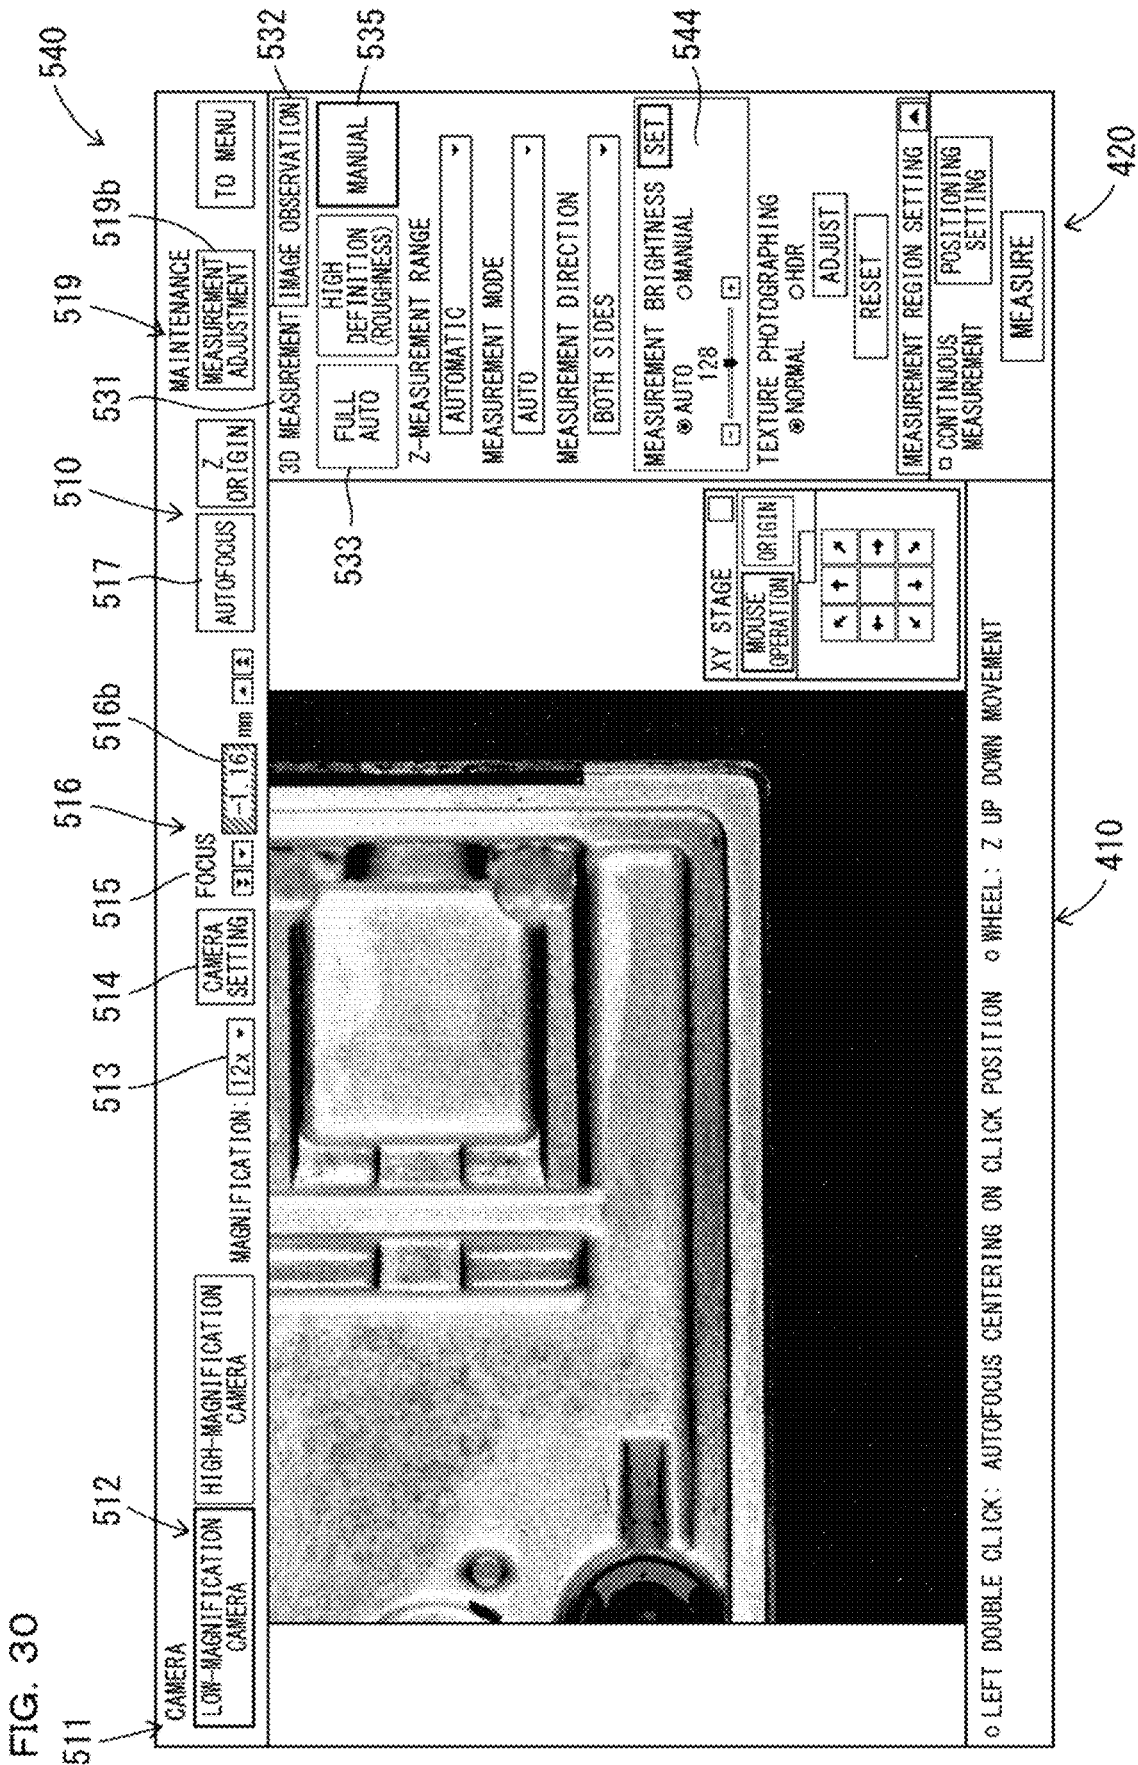 FIG. 30
540
511
512
513
514
515
516
516b
517
510
531
519
519b
532
535
533
544
CAMERA
LOW-MAGNIFICATION
CAMERA
HIGH-MAGNIFICATION
CAMERA
MAGNIFICATION: 12x
CAMERA
SETTING
FOCUS
-1.16 mm
AUTOFOCUS
Z
ORIGIN
MAINTENANCE
MEASUREMENT
ADJUSTMENT
TO MENU
3D MEASUREMENT
IMAGE OBSERVATION
FULL
AUTO
HIGH
DEFINITION
(ROUGHNESS)
MANUAL
Z-MEASUREMENT RANGE
AUTOMATIC
MEASUREMENT MODE
AUTO
MEASUREMENT DIRECTION
BOTH SIDES
MEASUREMENT BRIGHTNESS
SET
AUTO
MANUAL
128
- +
TEXTURE PHOTOGRAPHING
NORMAL
HDR
ADJUST
RESET
MEASUREMENT REGION SETTING
CONTINUOUS
MEASUREMENT
POSITIONING
SETTING
MEASURE
XY STAGE
MOUSE
OPERATION
ORIGIN
LEFT DOUBLE CLICK: AUTOFOCUS CENTERING ON CLICK POSITION
WHEEL: Z UP DOWN MOVEMENT
410
420